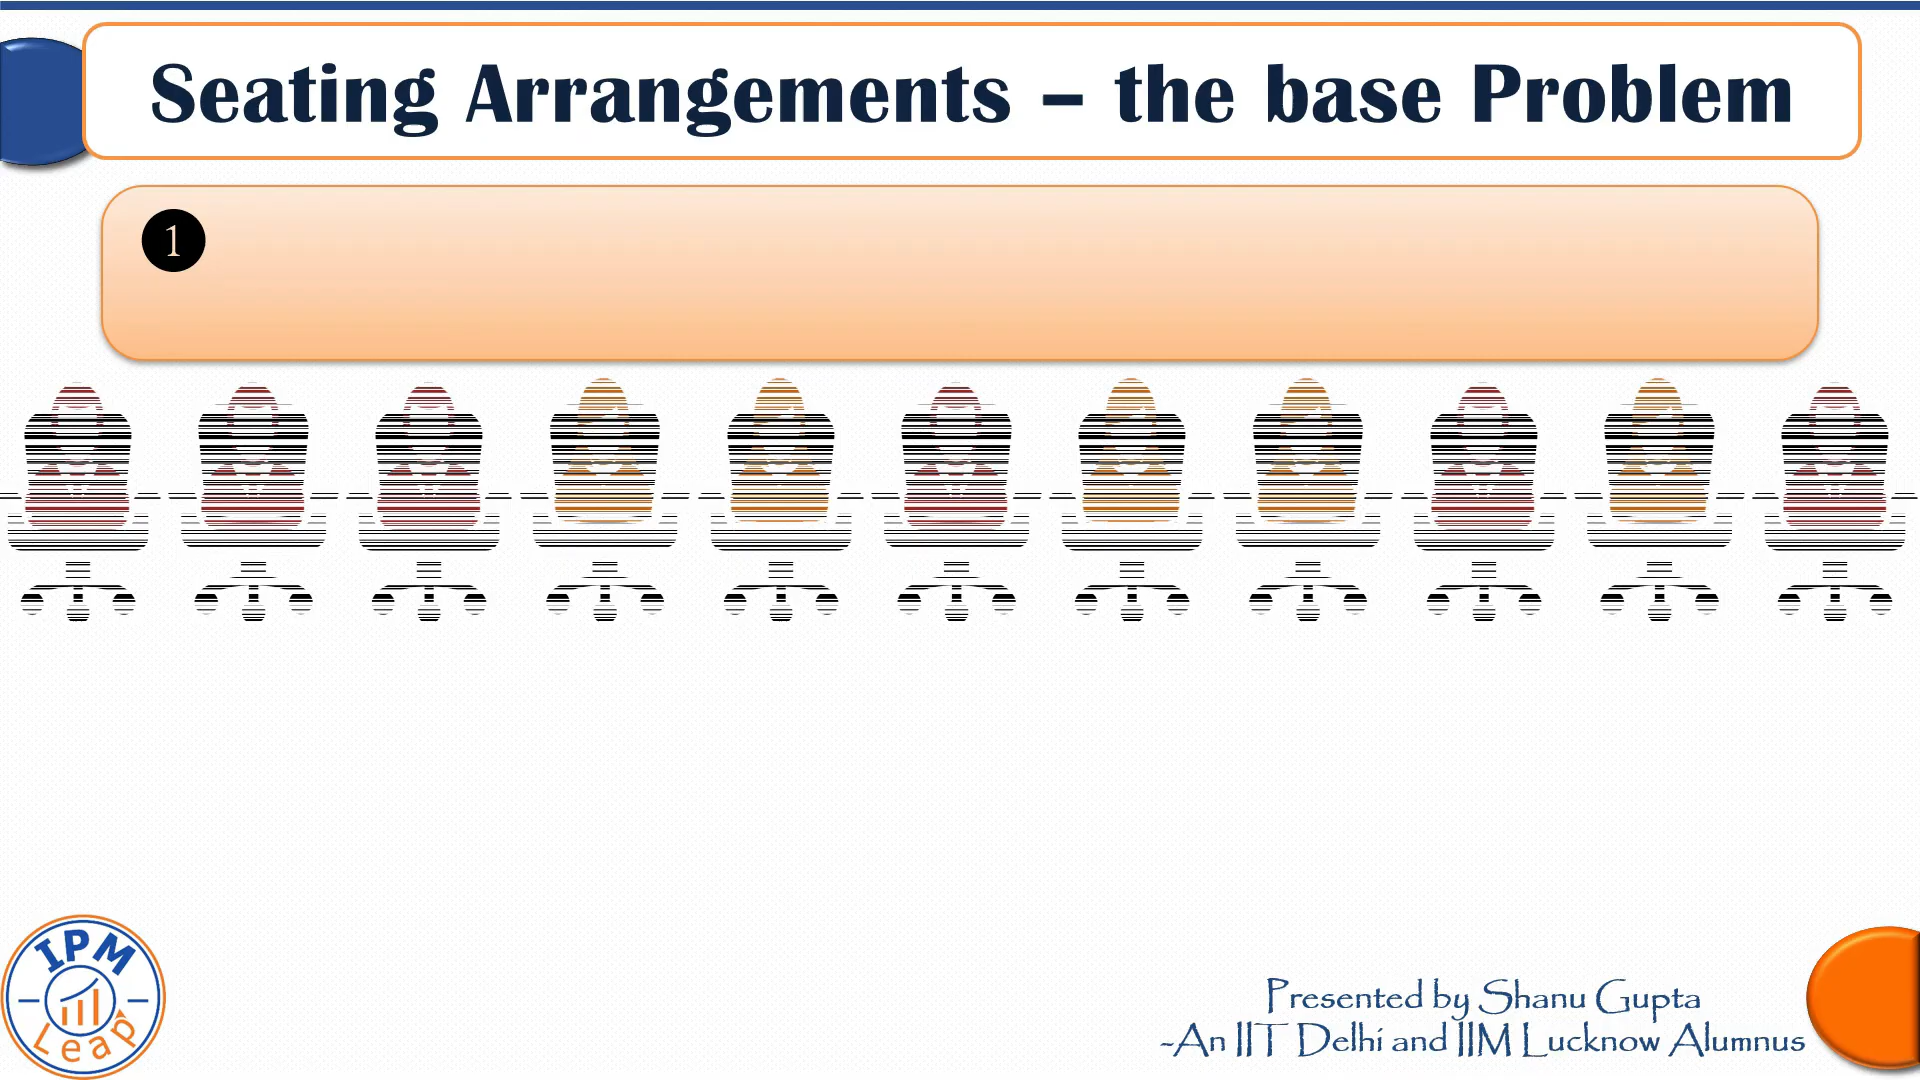 Seating Arrangements – the base Problem
1
IPM
Leap
Presented by Shanu Gupta
-An IIT Delhi and IIM Lucknow Alumnus